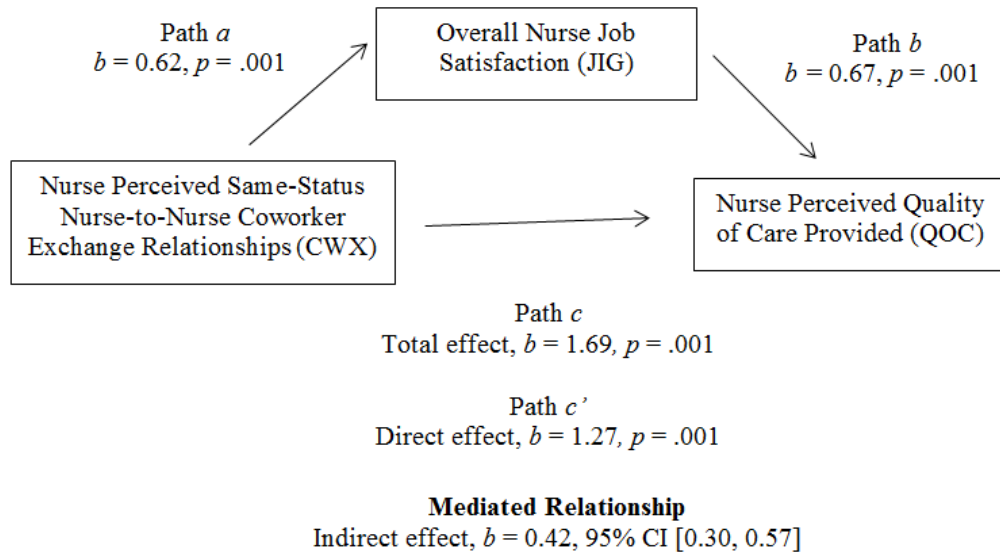 Path a
b = 0.62, p = .001
Overall Nurse Job
Satisfaction (JIG)
Path b
b = 0.67, p = .001
Nurse Perceived Same-Status
Nurse-to-Nurse Coworker
Exchange Relationships (CWX)
Nurse Perceived Quality
of Care Provided (QOC)
Path c
Total effect, b = 1.69, p = .001
Path c’
Direct effect, b = 1.27, p = .001
Mediated Relationship
Indirect effect, b = 0.42, 95% CI [0.30, 0.57]